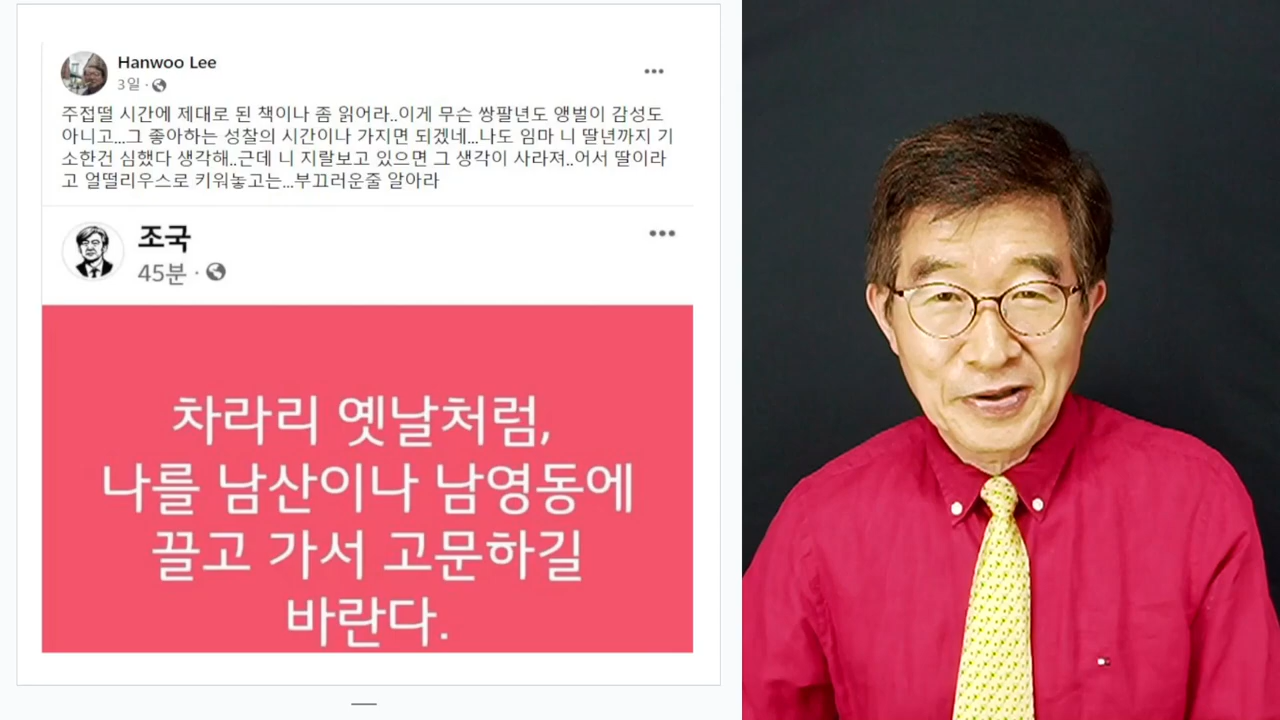 Hanwoo Lee
3일 ·
주접떨 시간에 제대로 된 책이나 좀 읽어라..이게 무슨 쌍팔년도 앵벌이 감성도
아니고...그 좋아하는 성찰의 시간이나 가지면 되겠네...나도 임마 니 딸년까지 기
소한건 심했다 생각해..근데 니 지랄보고 있으면 그 생각이 사라져..어서 딸이라
고 얼떨리우스로 키워놓고는...부끄러운줄 알아라
조국
45분 ·
차라리 옛날처럼,
나를 남산이나 남영동에
끌고 가서 고문하길
바란다.